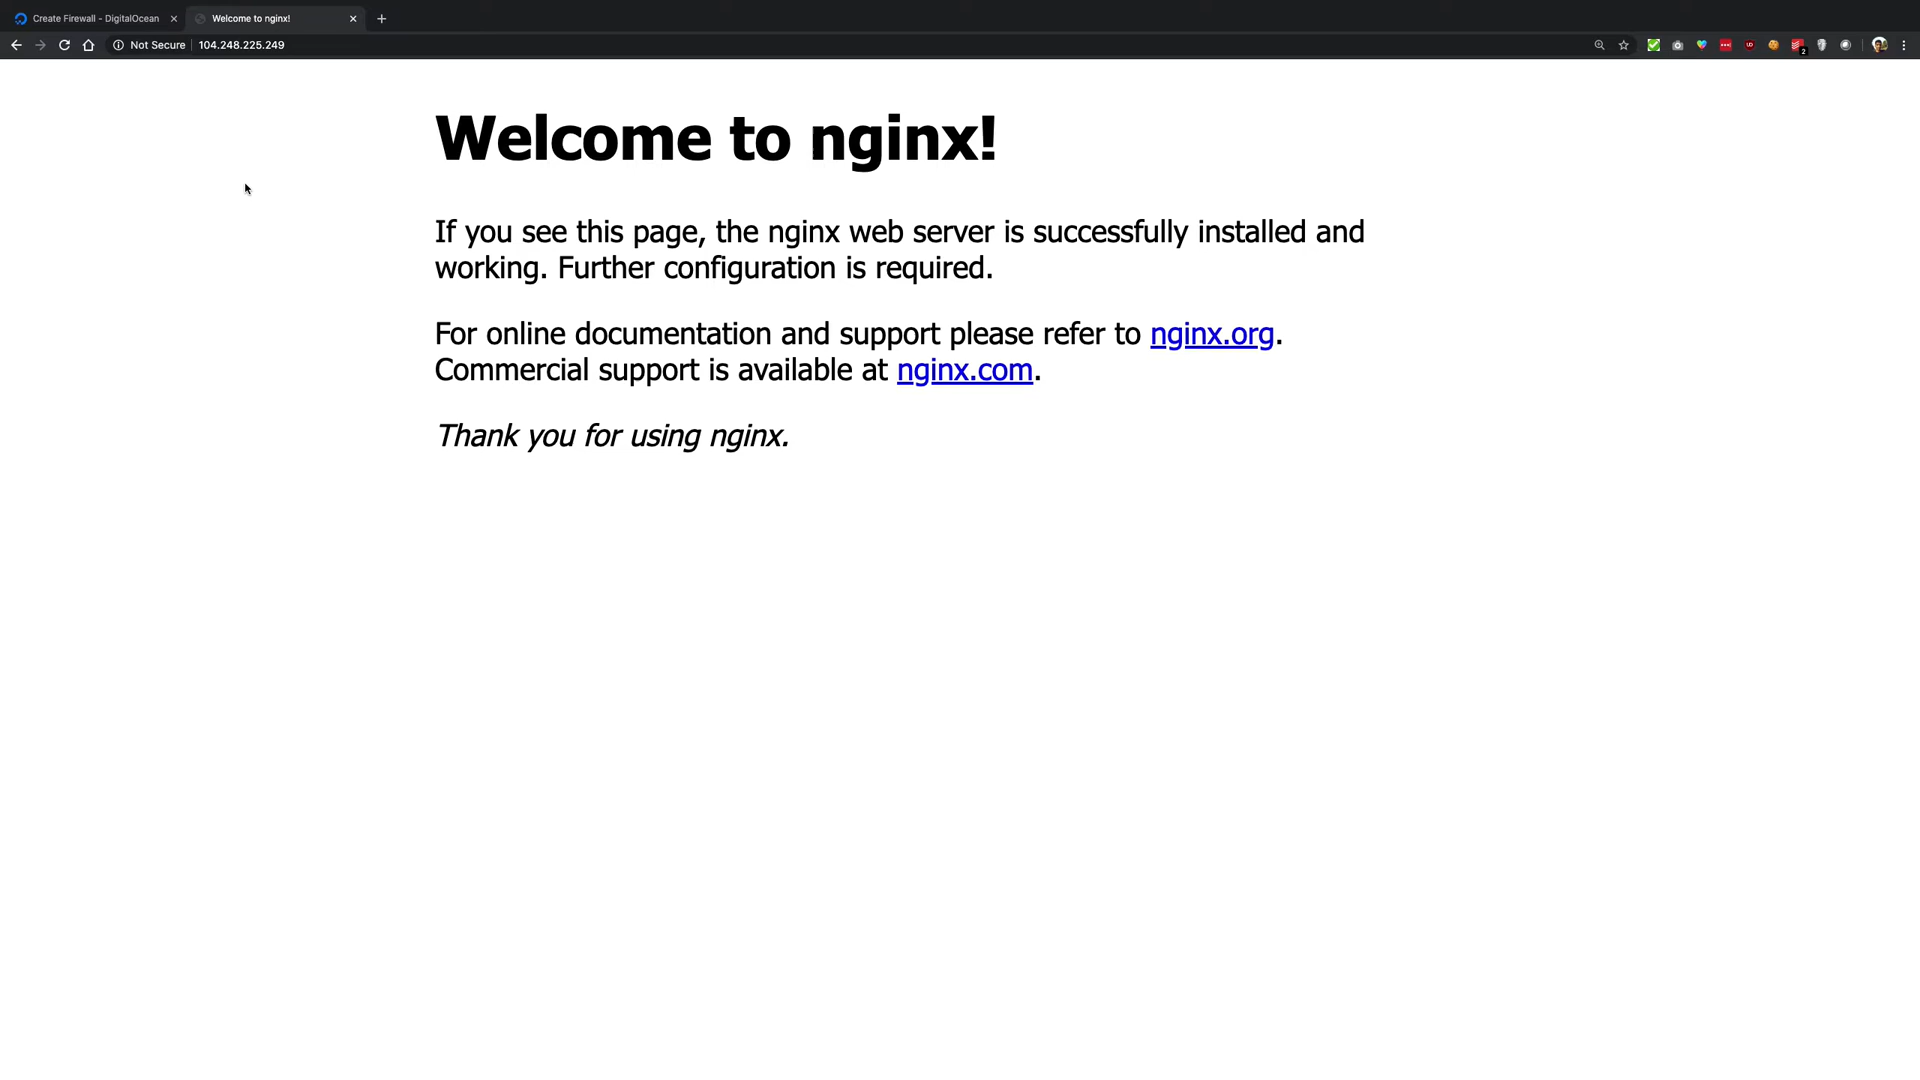 Create Firewall - DigitalOcean
Welcome to nginx!
Not Secure
104.248.225.249
2
Welcome to nginx!
If you see this page, the nginx web server is successfully installed and
working. Further configuration is required.
For online documentation and support please refer to nginx.org.
Commercial support is available at nginx.com.
Thank you for using nginx.